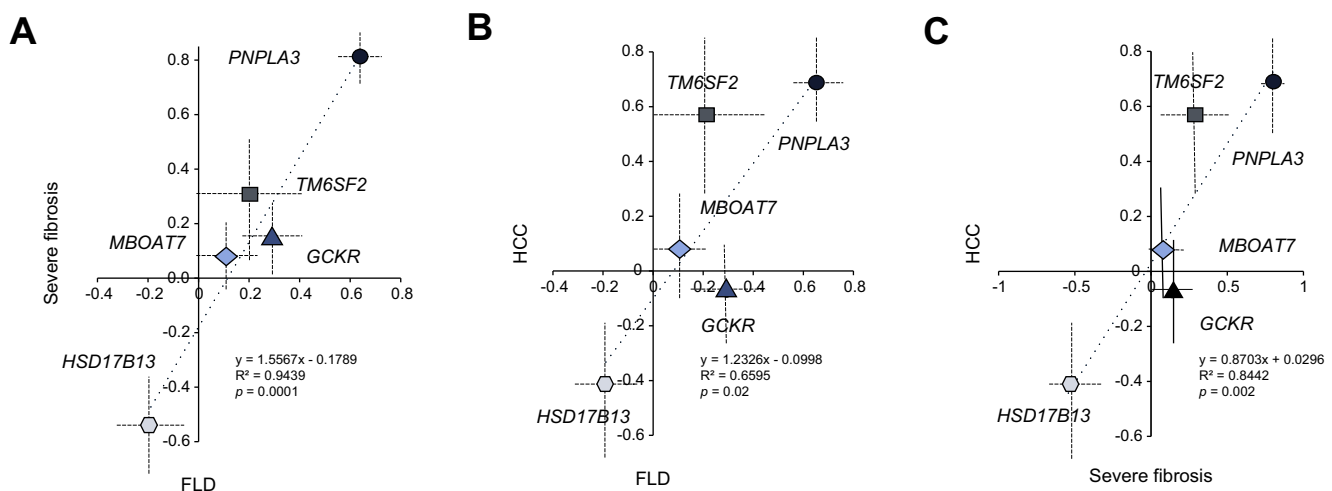 A
Severe fibrosis
0.8
0.6
0.4
0.2
0.0
-0.2
-0.4
-0.6
-0.4
-0.2
0
0.2
0.4
0.6
0.8
PNPLA3
TM6SF2
MBOAT7
GCKR
HSD17B13
y = 1.5567x - 0.1789
R² = 0.9439
p = 0.0001
FLD
B
HCC
0.8
0.6
0.4
0.2
0
-0.2
-0.4
-0.6
-0.4
-0.2
0
0.2
0.4
0.6
0.8
TM6SF2
PNPLA3
MBOAT7
GCKR
HSD17B13
y = 1.2326x - 0.0998
R² = 0.6595
p = 0.02
FLD
C
HCC
0.8
0.6
0.4
0.2
0
-0.2
-0.4
-0.6
-1
-0.5
0
0.5
1
TM6SF2
PNPLA3
MBOAT7
GCKR
HSD17B13
y = 0.8703x + 0.0296
R² = 0.8442
p = 0.002
Severe fibrosis